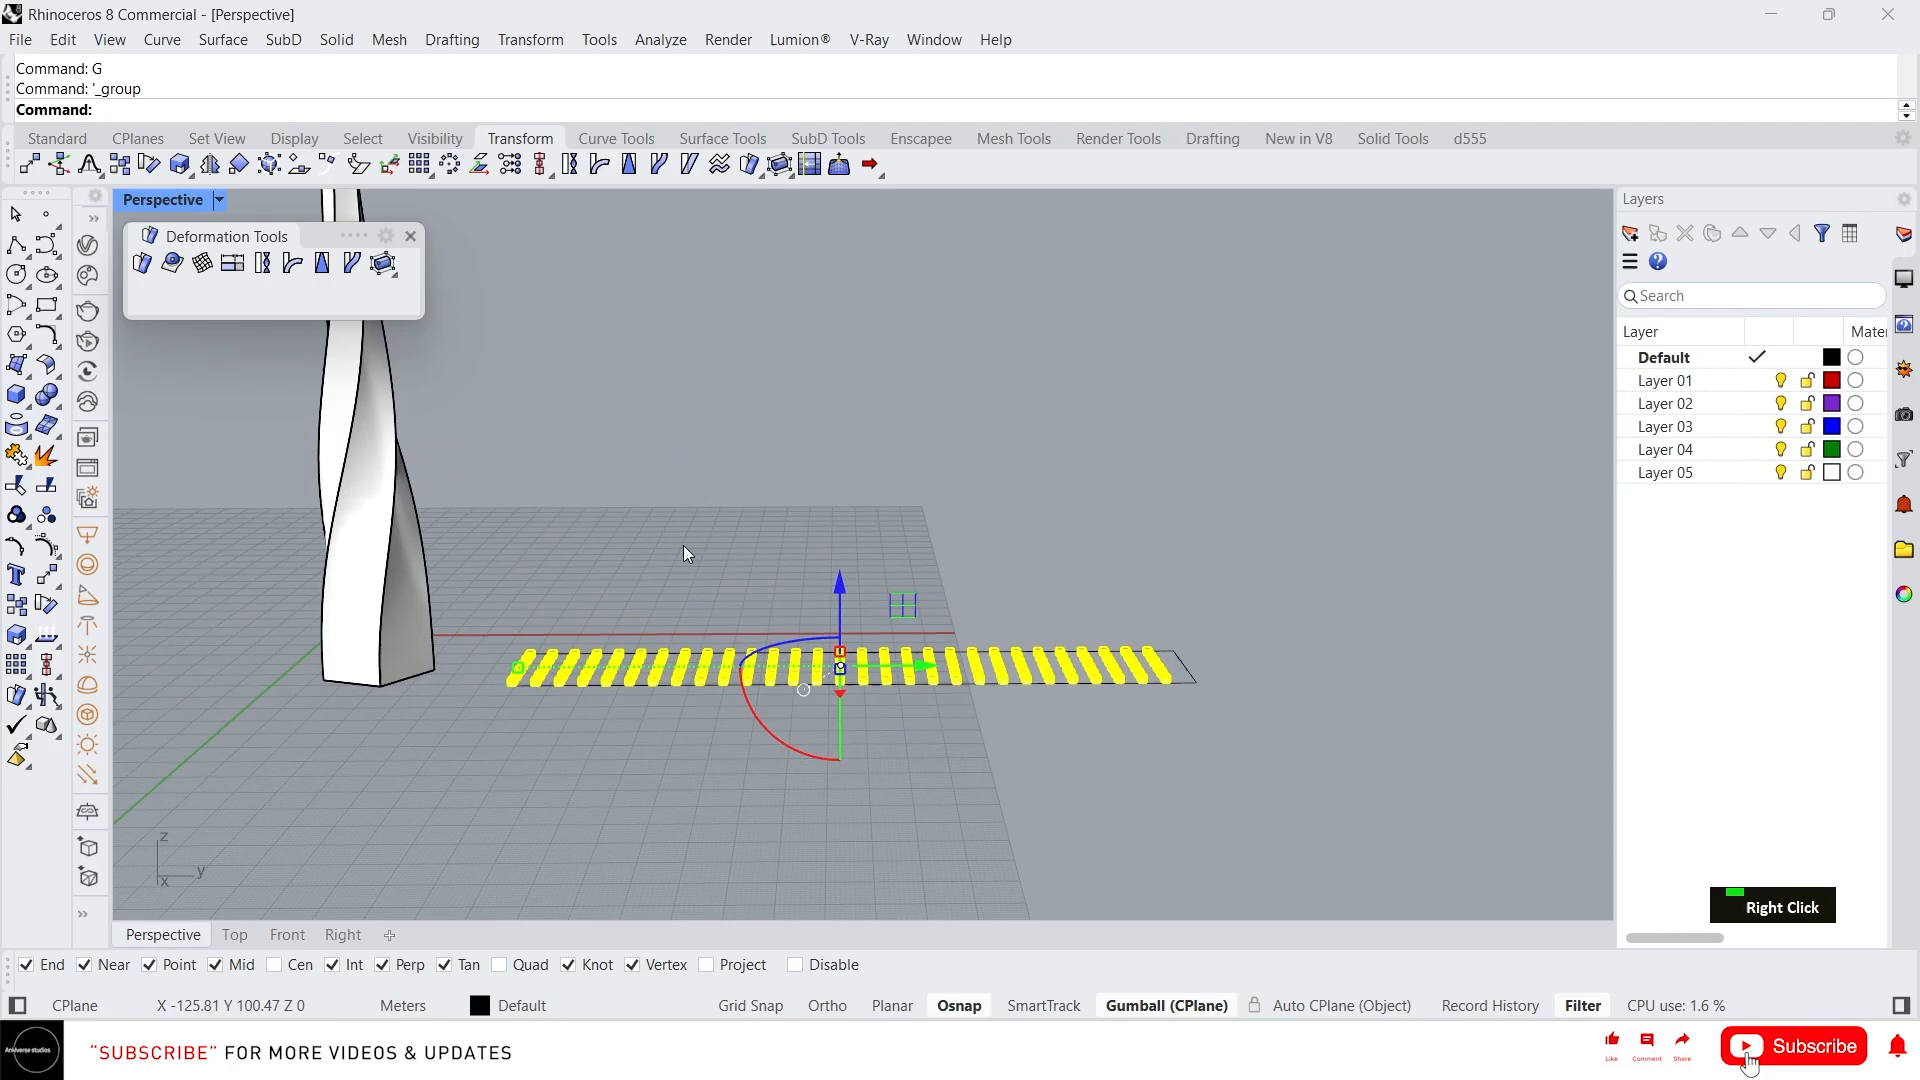 Rhinoceros 8 Commercial - [Perspective]
File Edit View Curve Surface SubD Solid Mesh Drafting Transform Tools Analyze Render Lumion® V-Ray Window Help
Command: G
Command: '_group
Command:
Standard CPlanes Set View Display Select Visibility Transform Curve Tools Surface Tools SubD Tools Enscapee Mesh Tools Render Tools Drafting New in V8 Solid Tools d555
Perspective
Deformation Tools
Layers
Search
Layer Mate
Default
Layer 01
Layer 02
Layer 03
Layer 04
Layer 05
z
y
x
Right Click
Perspective Top Front Right
End Near Point Mid Cen Int Perp Tan Quad Knot Vertex Project Disable
CPlane X -125.81 Y 100.47 Z 0 Meters Default Grid Snap Ortho Planar Osnap SmartTrack Gumball (CPlane) Auto CPlane (Object) Record History Filter CPU use: 1.6 %
"SUBSCRIBE" FOR MORE VIDEOS & UPDATES
Like Comment Share
Subscribe